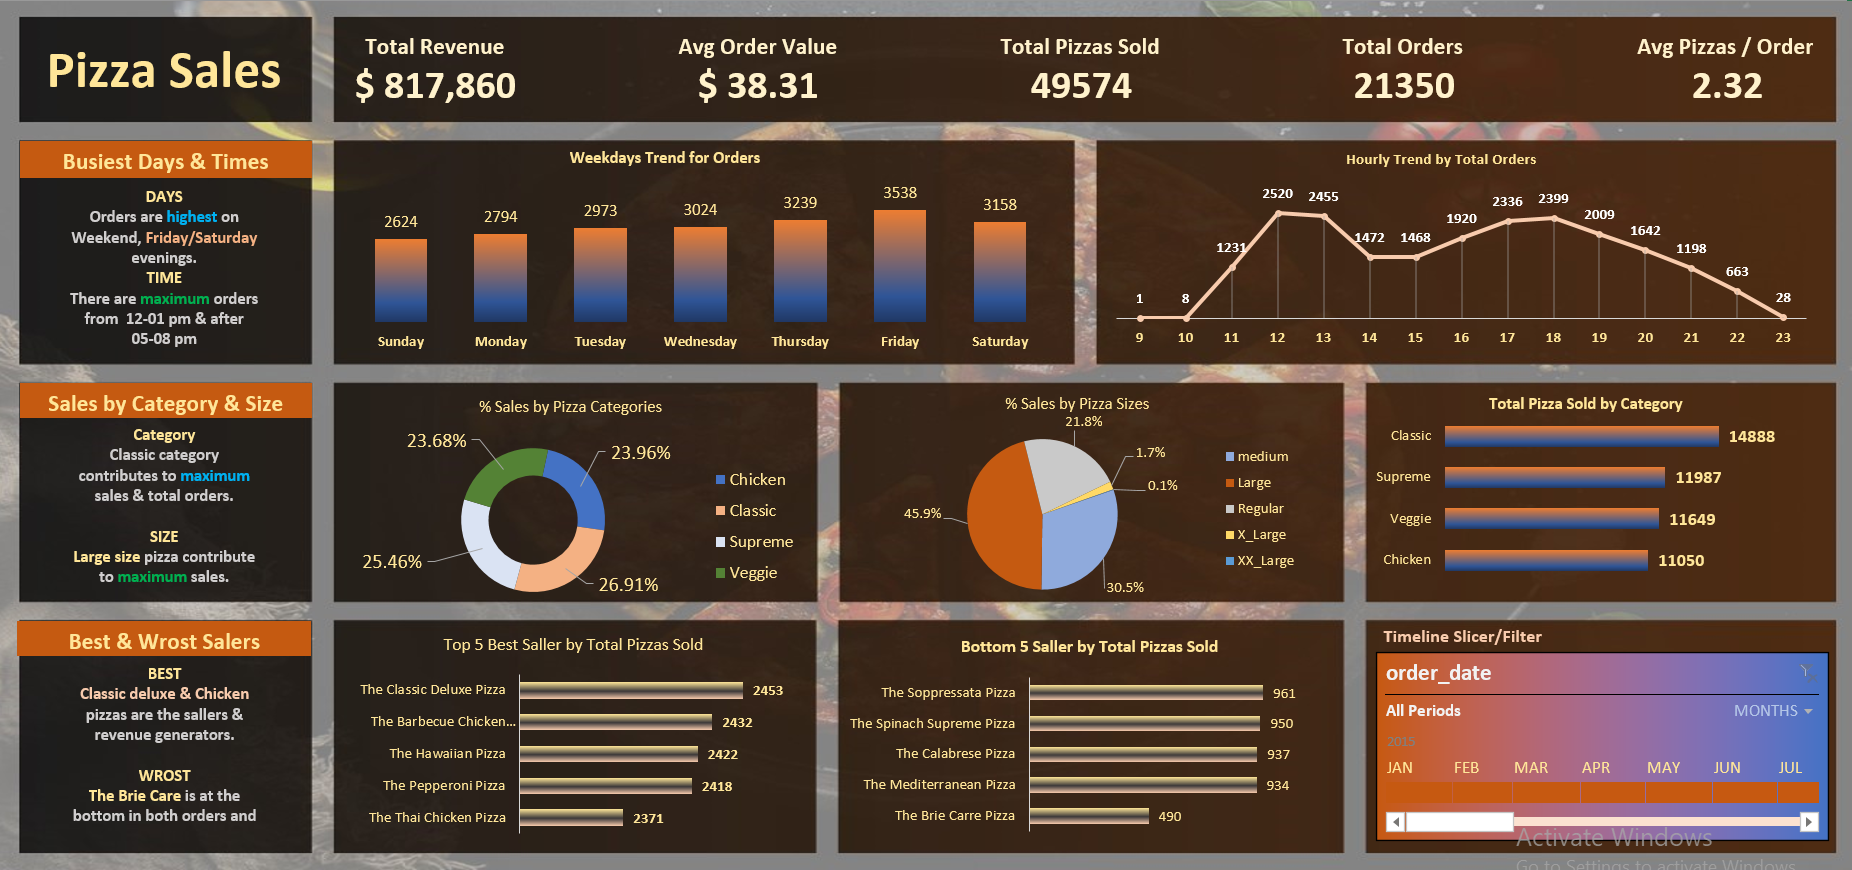 Pizza Sales
Total Revenue
$ 817,860
Avg Order Value
$ 38.31
Total Pizzas Sold
49574
Total Orders
21350
Avg Pizzas / Order
2.32
Busiest Days & Times
DAYS
Orders are highest on
Weekend, Friday/Saturday
evenings.
TIME
There are maximum orders
from 12-01 pm & after
05-08 pm
Weekdays Trend for Orders
2624
2794
2973
3024
3239
3538
3158
Sunday
Monday
Tuesday
Wednesday
Thursday
Friday
Saturday
Hourly Trend by Total Orders
1
8
1231
2520
2455
1472
1468
1920
2336
2399
2009
1642
1198
663
28
9
10
11
12
13
14
15
16
17
18
19
20
21
22
23
Sales by Category & Size
Category
Classic category
contributes to maximum
sales & total orders.
SIZE
Large size pizza contribute
to maximum sales.
% Sales by Pizza Categories
23.68%
23.96%
25.46%
26.91%
Chicken
Classic
Supreme
Veggie
% Sales by Pizza Sizes
21.8%
1.7%
0.1%
45.9%
30.5%
medium
Large
Regular
X_Large
XX_Large
Total Pizza Sold by Category
Classic 14888
Supreme 11987
Veggie 11649
Chicken 11050
Best & Wrost Salers
BEST
Classic deluxe & Chicken
pizzas are the sallers &
revenue generators.
WROST
The Brie Care is at the
bottom in both orders and
Top 5 Best Saller by Total Pizzas Sold
The Classic Deluxe Pizza 2453
The Barbecue Chicken... 2432
The Hawaiian Pizza 2422
The Pepperoni Pizza 2418
The Thai Chicken Pizza 2371
Bottom 5 Saller by Total Pizzas Sold
The Soppressata Pizza 961
The Spinach Supreme Pizza 950
The Calabrese Pizza 937
The Mediterranean Pizza 934
The Brie Carre Pizza 490
Timeline Slicer/Filter
order_date
All Periods
MONTHS
2015
JAN FEB MAR APR MAY JUN JUL
Activate Windows
Go to Settings to activate Windows.